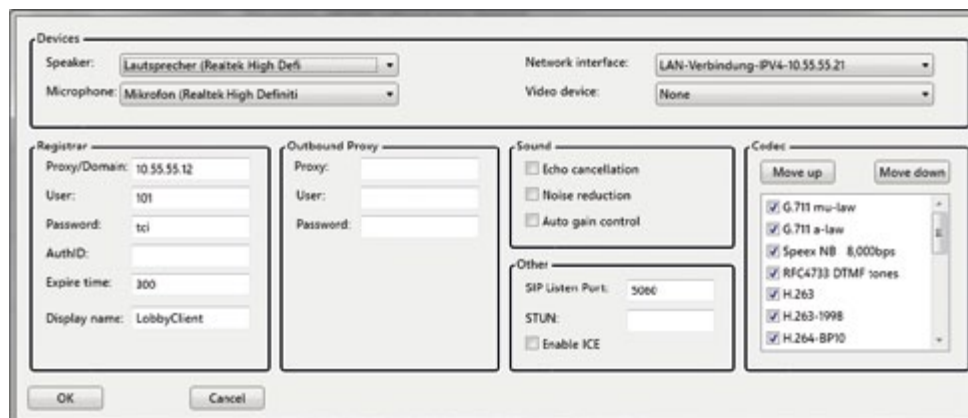 Devices
Speaker: Lautsprecher (Realtek High Defi
Network interface: LAN-Verbindung-IPV4-10.55.55.21
Microphone: Mikrofon (Realtek High Definiti
Video device: None
Registrar
Proxy/Domain: 10.55.55.12
User: 101
Password: tci
AuthID:
Expire time: 300
Display name: LobbyClient
Outbound Proxy
Proxy:
User:
Password:
Sound
Echo cancellation
Noise reduction
Auto gain control
Other
SIP Listen Port: 5060
STUN:
Enable ICE
Codec
Move up Move down
G.711 mu-law
G.711 a-law
Speex NB 8,000bps
RFC4733 DTMF tones
H.263
H.263-1998
H.264-BP10
OK Cancel